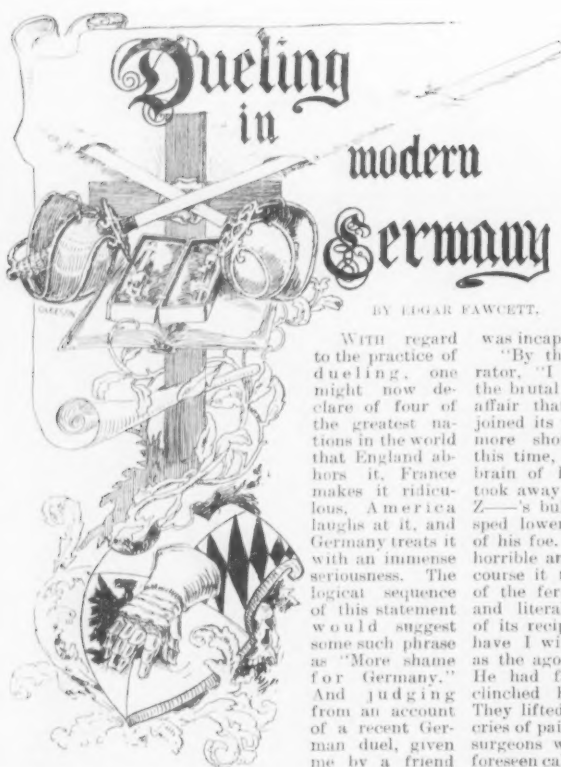 Dueling
in
modern
Germany
BY EDGAR FAWCETT.
WITH regard
to the practice of
dueling, one
might now de-
clare of four of
the greatest na-
tions in the world
that England ab-
hors it, France
makes it ridicu-
lous, America
laughs at it, and
Germany treats it
with an immense
seriousness. The
logical sequence
of this statement
would suggest
some such phrase
as "More shame
for Germany."
And judging
from an account
of a recent Ger-
man duel, given
me by a friend
was incap
"By th
rator, "I
the brutal
affair that
joined its
more sho
this time,
brain of
took away
Z——'s bu
sped lower
of his foe.
horrible an
course it
of the fer
and litera
of its recip
have I wi
as the ago
He had f
clinched
They lifted
cries of pai
surgeons w
foreseen ca